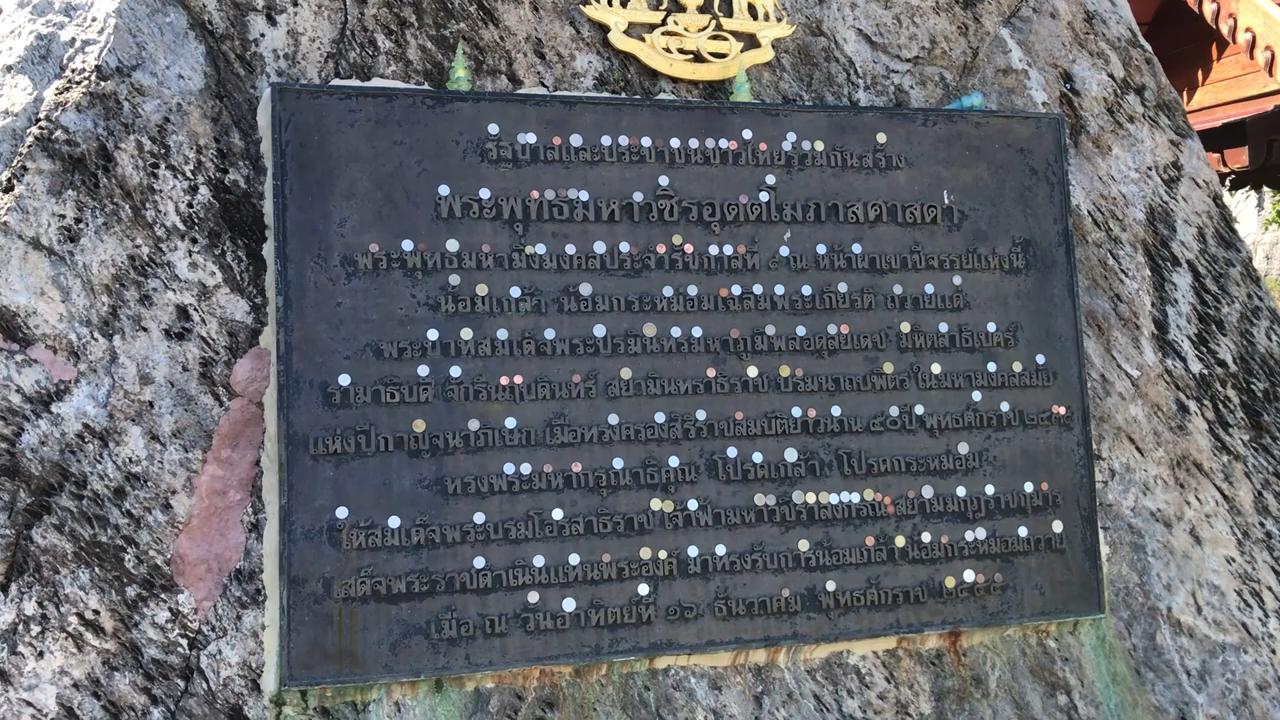 รัฐบาลและประชาชนชาวไทยร่วมกันสร้าง
พระพุทธมหาวชิรอุตตโมภาสศาสดา
พระพุทธมหามิ่งมงคลประจำรัชกาลที่ ๙ ณ หน้าผาเขาชีจรรย์แห่งนี้
น้อมเกล้า น้อมกระหม่อมเฉลิมพระเกียรติ ถวายแด่
พระบาทสมเด็จพระปรมินทรมหาภูมิพลอดุลยเดช มหิตลาธิเบศร
รามาธิบดี จักรีนฤบดินทร์ สยามินทราธิราช บรมนาถบพิตร ในมหามงคลสมัย
แห่งปีกาญจนาภิเษก เมื่อทรงครองสิริราชสมบัติยาวนาน ๕๐ปี พุทธศักราช ๒๔๓๙
ทรงพระมหากรุณาธิคุณ โปรดเกล้า โปรดกระหม่อม
ให้สมเด็จพระบรมโอรสาธิราช เจ้าฟ้ามหาวชิราลงกรณ สยามมกุฎราชกุมาร
เสด็จพระราชดำเนินแทนพระองค์ มาทรงรับการน้อมเกล้า น้อมกระหม่อมถวาย
เมื่อ ณ วันอาทิตย์ที่ ๑๖ ธันวาคม พุทธศักราช ๒๕๔๔